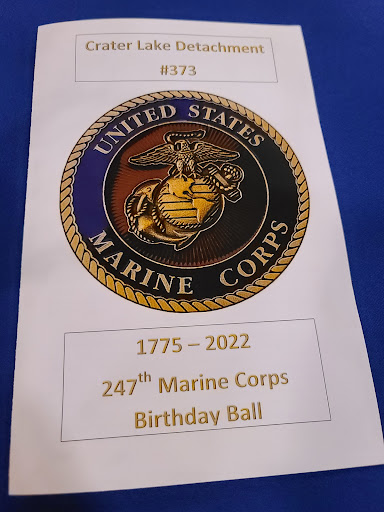 Crater Lake Detachment
#373
UNITED STATES
MARINE CORPS
1775 – 2022
247th Marine Corps
Birthday Ball